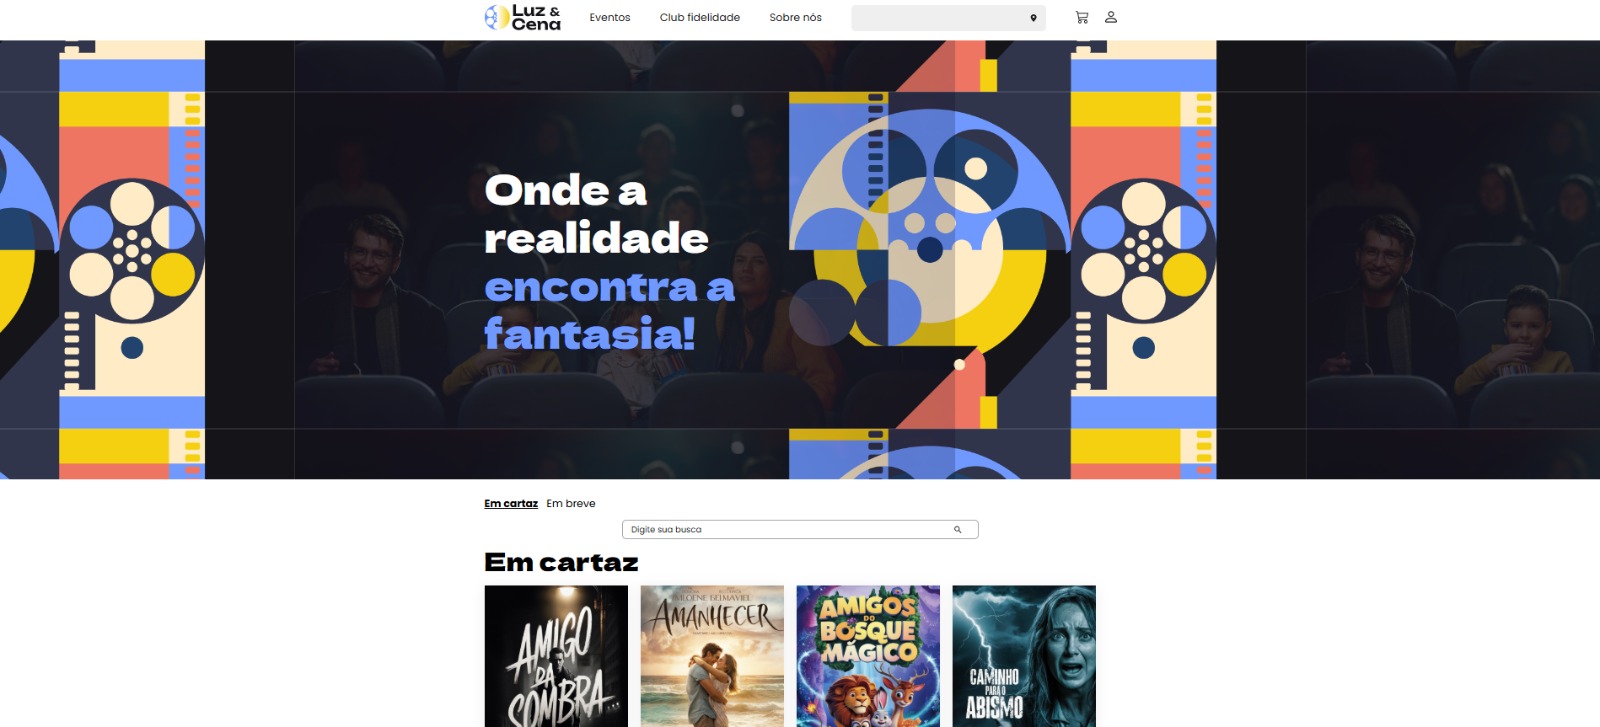 Luz &
Cena
Eventos
Club fidelidade
Sobre nós
Onde a
realidade
encontra a
fantasia!
Em cartaz
Em breve
Digite sua busca
Em cartaz
AMIGO
DA
SOMBRA
AMANHECER
AMIGOS
DO
BOSQUE
MÁGICO
CAMINHO
PARA O
ABISMO